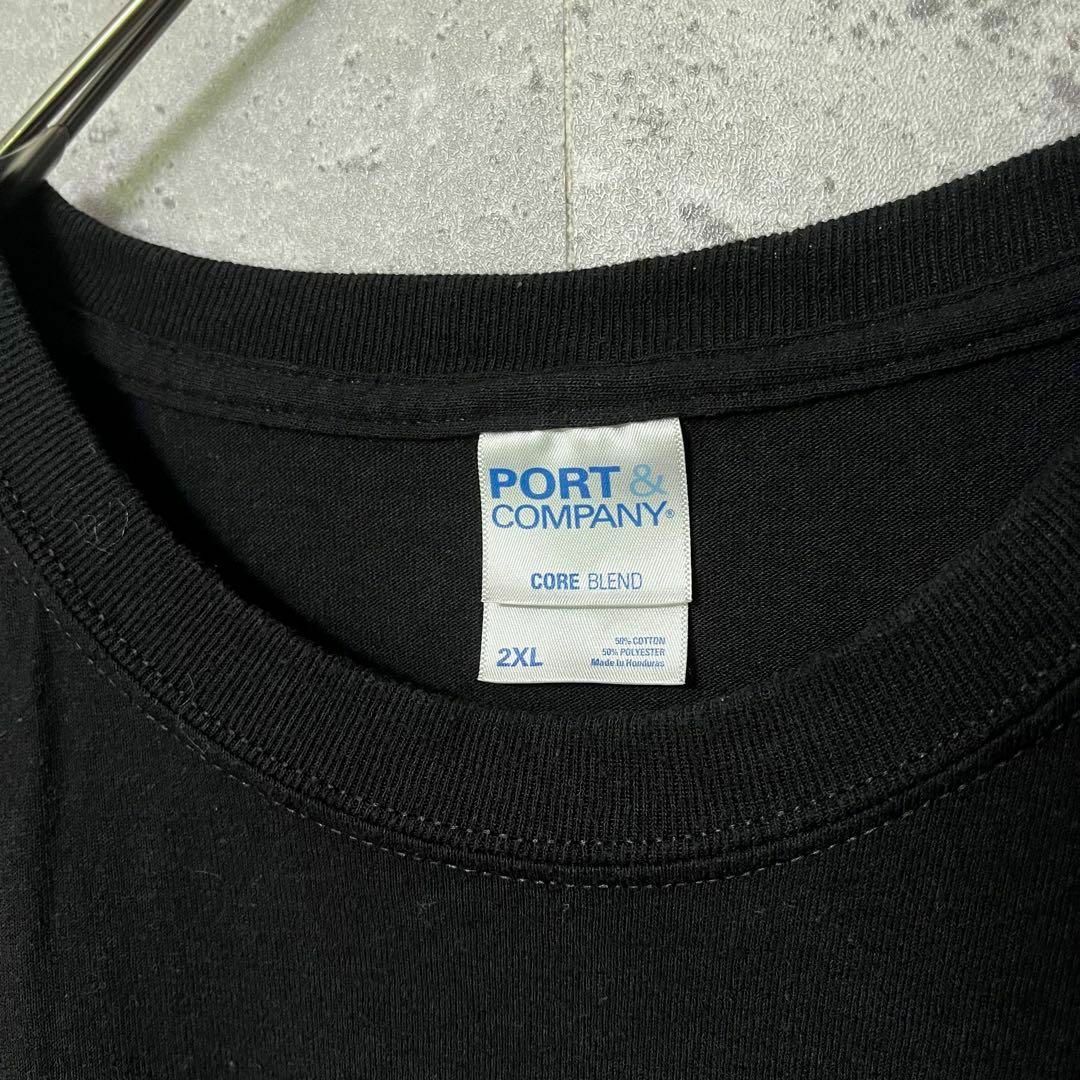 PORT &
COMPANY®
CORE BLEND
2XL
50% COTTON
50% POLYESTER
Made in Honduras